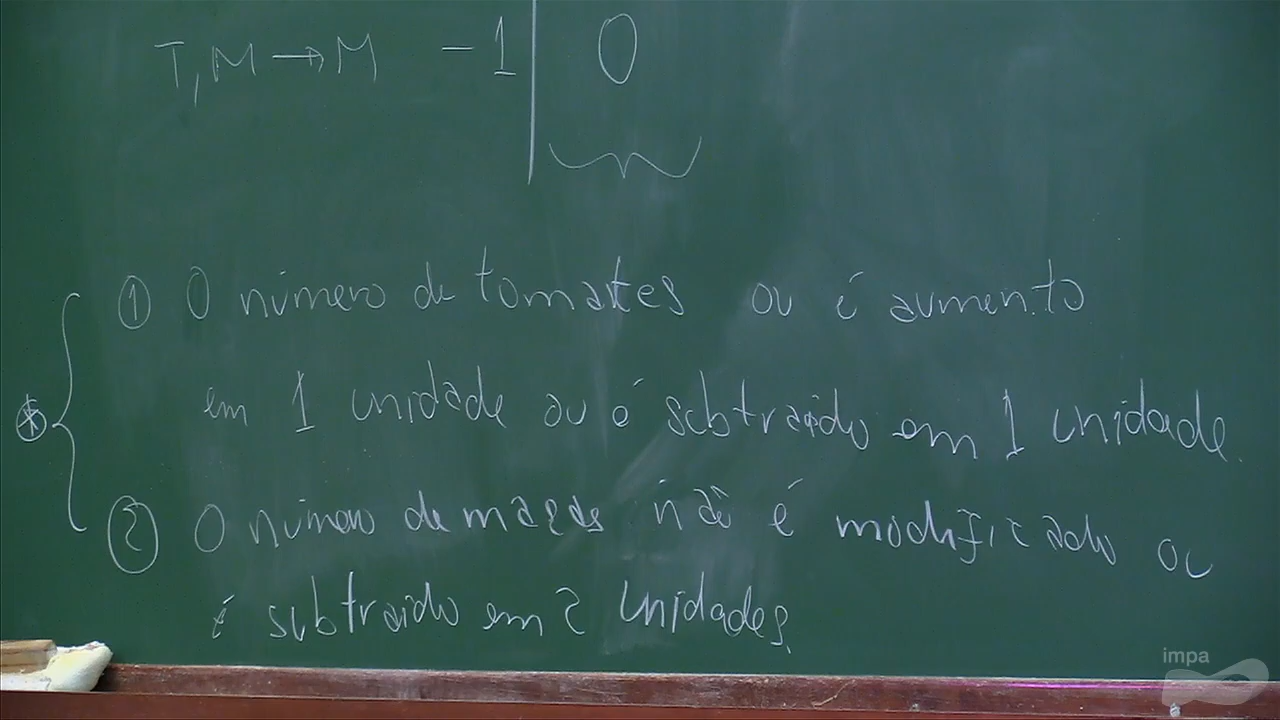 T, M → M -1 | 0
① O número de tomates ou é aumento
em 1 unidade ou é subtraído em 1 unidade.
② O número de maçãs não é modificado ou
é subtraído em 2 unidades,
impa